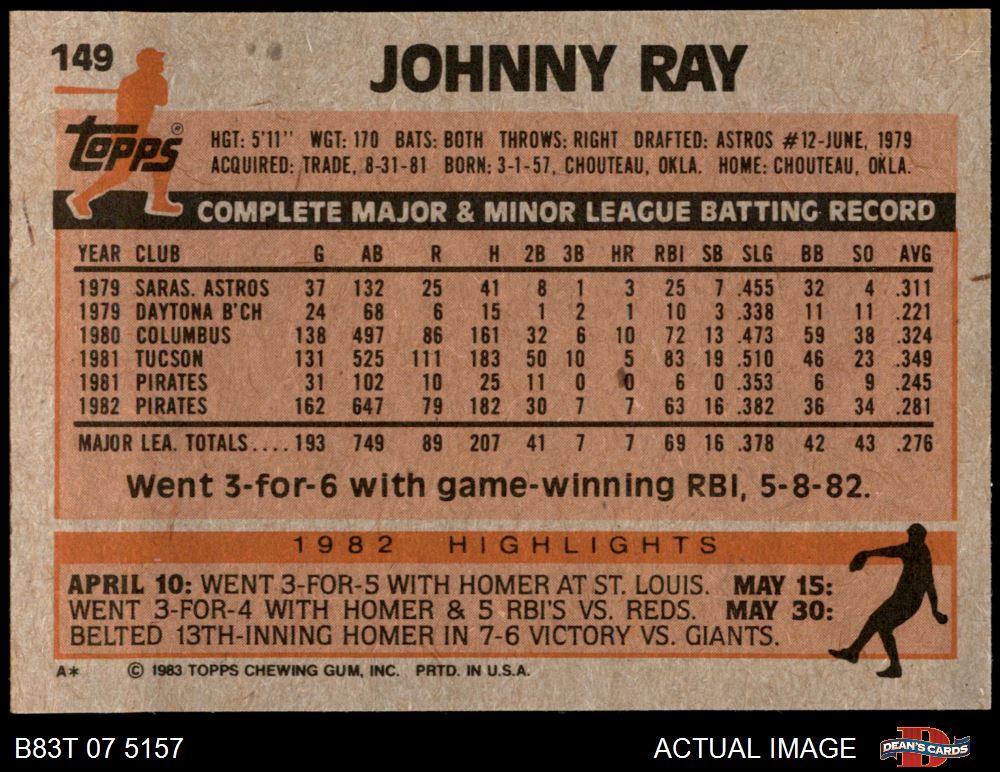 149
JOHNNY RAY
Topps®
HGT: 5'11'' WGT: 170 BATS: BOTH THROWS: RIGHT DRAFTED: ASTROS #12-JUNE, 1979
ACQUIRED: TRADE, 8-31-81 BORN: 3-1-57, CHOUTEAU, OKLA. HOME: CHOUTEAU, OKLA.
COMPLETE MAJOR & MINOR LEAGUE BATTING RECORD
YEAR CLUB G AB R H 2B 3B HR RBI SB SLG BB SO AVG
1979 SARAS. ASTROS 37 132 25 41 8 1 3 25 7 .455 32 4 .311
1979 DAYTONA B'CH 24 68 6 15 1 2 1 10 3 .338 11 11 .221
1980 COLUMBUS 138 497 86 161 32 6 10 72 13 .473 59 38 .324
1981 TUCSON 131 525 111 183 50 10 5 83 19 .510 46 23 .349
1981 PIRATES 31 102 10 25 11 0 0 6 0 .353 6 9 .245
1982 PIRATES 162 647 79 182 30 7 7 63 16 .382 36 34 .281
MAJOR LEA. TOTALS.... 193 749 89 207 41 7 7 69 16 .378 42 43 .276
Went 3-for-6 with game-winning RBI, 5-8-82.
1982 HIGHLIGHTS
APRIL 10: WENT 3-FOR-5 WITH HOMER AT ST. LOUIS. MAY 15:
WENT 3-FOR-4 WITH HOMER & 5 RBI'S VS. REDS. MAY 30:
BELTED 13TH-INNING HOMER IN 7-6 VICTORY VS. GIANTS.
A* © 1983 TOPPS CHEWING GUM, INC. PRTD. IN U.S.A.
B83T 07 5157 ACTUAL IMAGE D DEAN'S CARDS